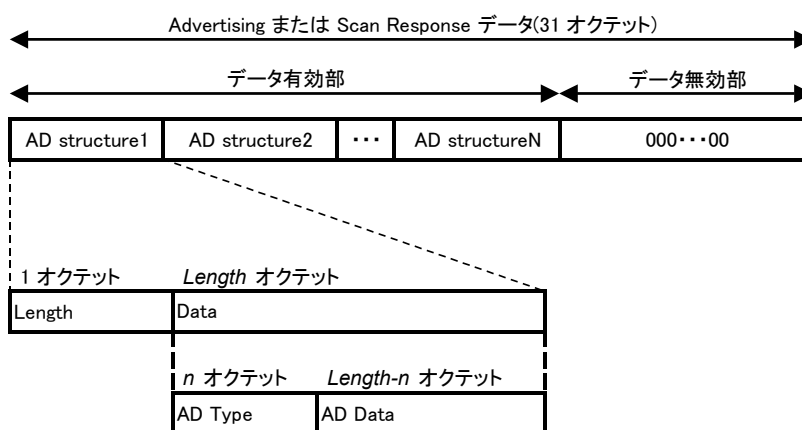 Advertising または Scan Response データ(31 オクテット)
データ有効部 データ無効部
AD structure1 AD structure2 ・・・ AD structureN 000・・・00
1 オクテット Length オクテット
Length Data
n オクテット Length-n オクテット
AD Type AD Data